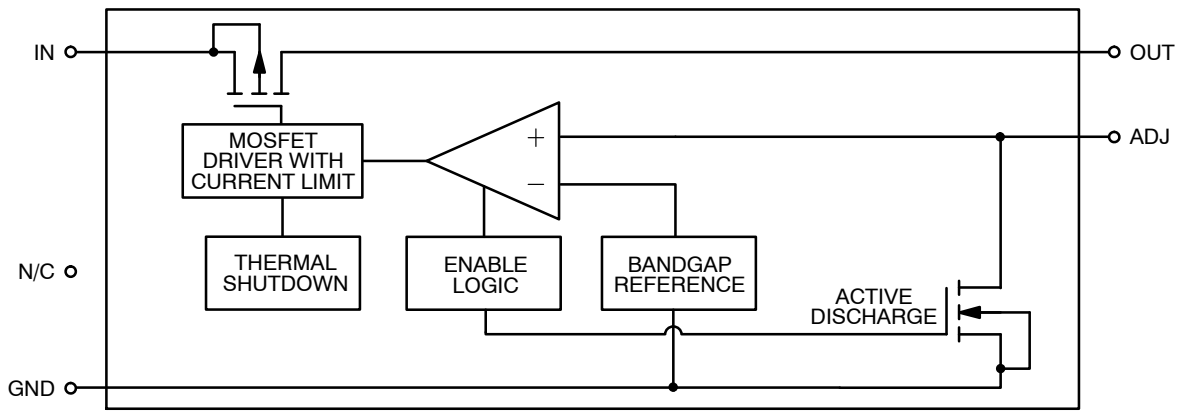 IN
OUT
MOSFET
DRIVER WITH
CURRENT LIMIT
+
−
ADJ
THERMAL
SHUTDOWN
ENABLE
LOGIC
BANDGAP
REFERENCE
N/C
ACTIVE
DISCHARGE
GND